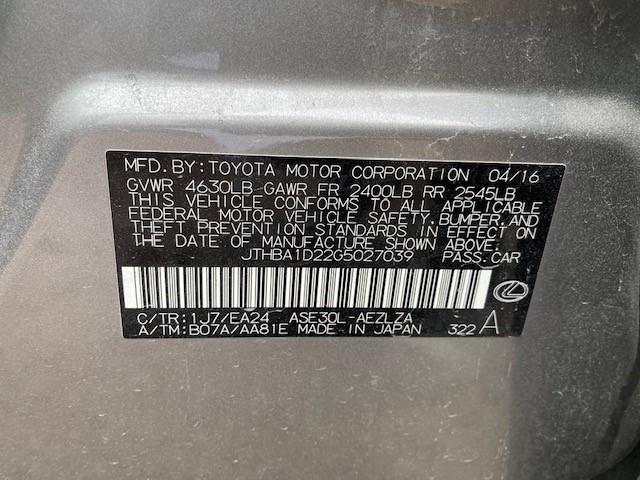 MFD. BY: TOYOTA MOTOR CORPORATION 04/16
GVWR 4630LB GAWR FR 2400LB RR 2545LB
THIS VEHICLE CONFORMS TO ALL APPLICABLE
FEDERAL MOTOR VEHICLE SAFETY, BUMPER, AND
THEFT PREVENTION STANDARDS IN EFFECT ON
THE DATE OF MANUFACTURE SHOWN ABOVE.
JTHBA1D22G5027039 PASS. CAR
C/TR: 1J7/EA24 ASE30L-AEZLZA
A/TM: B07A/AA81E MADE IN JAPAN 322 A